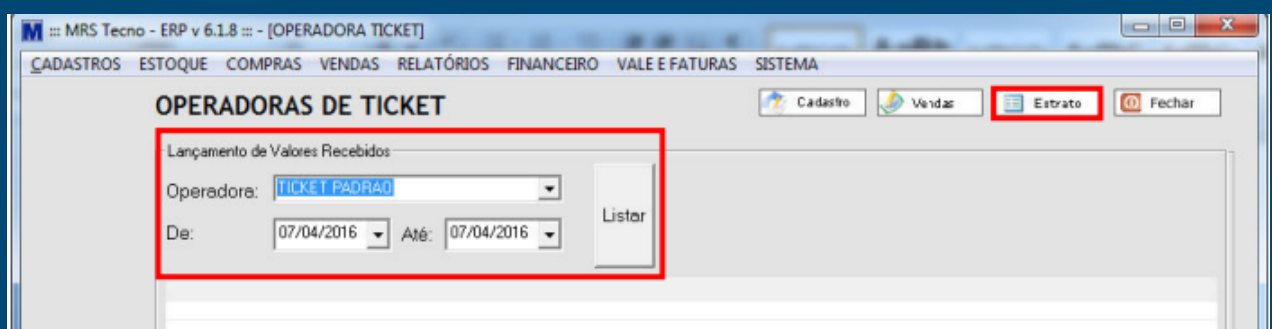 M ::: MRS Tecno - ERP v 6.1.8 ::: - [OPERADORA TICKET]
CADASTROS ESTOQUE COMPRAS VENDAS RELATÓRIOS FINANCEIRO VALE E FATURAS SISTEMA
OPERADORAS DE TICKET Cadastro Vendas Extrato Fechar
Lançamento de Valores Recebidos
Operadora: TICKET PADRAO
Listar
De: 07/04/2016 Até: 07/04/2016